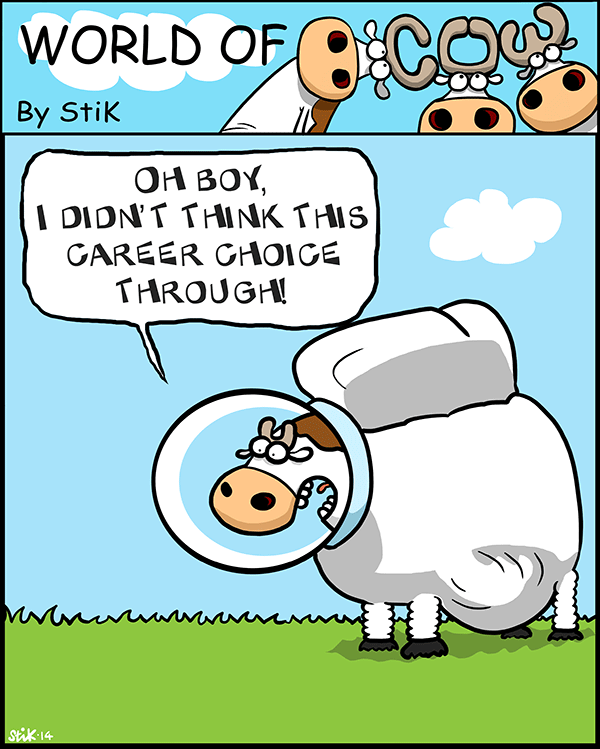 WORLD OF COW
By StiK
OH BOY,
I DIDN'T THINK THIS
CAREER CHOICE
THROUGH!
StiK·14